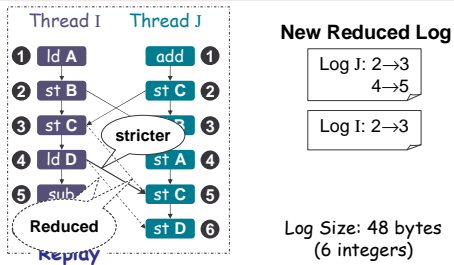 Thread I
Thread J
New Reduced Log
1 ld A
add 1
Log J: 2→3
4→5
2 st B
st C 2
Log I: 2→3
3 st C
B 3
stricter
4 ld D
st A 4
5 sub
st C 5
Reduced
st D 6
Replay
Log Size: 48 bytes
(6 integers)